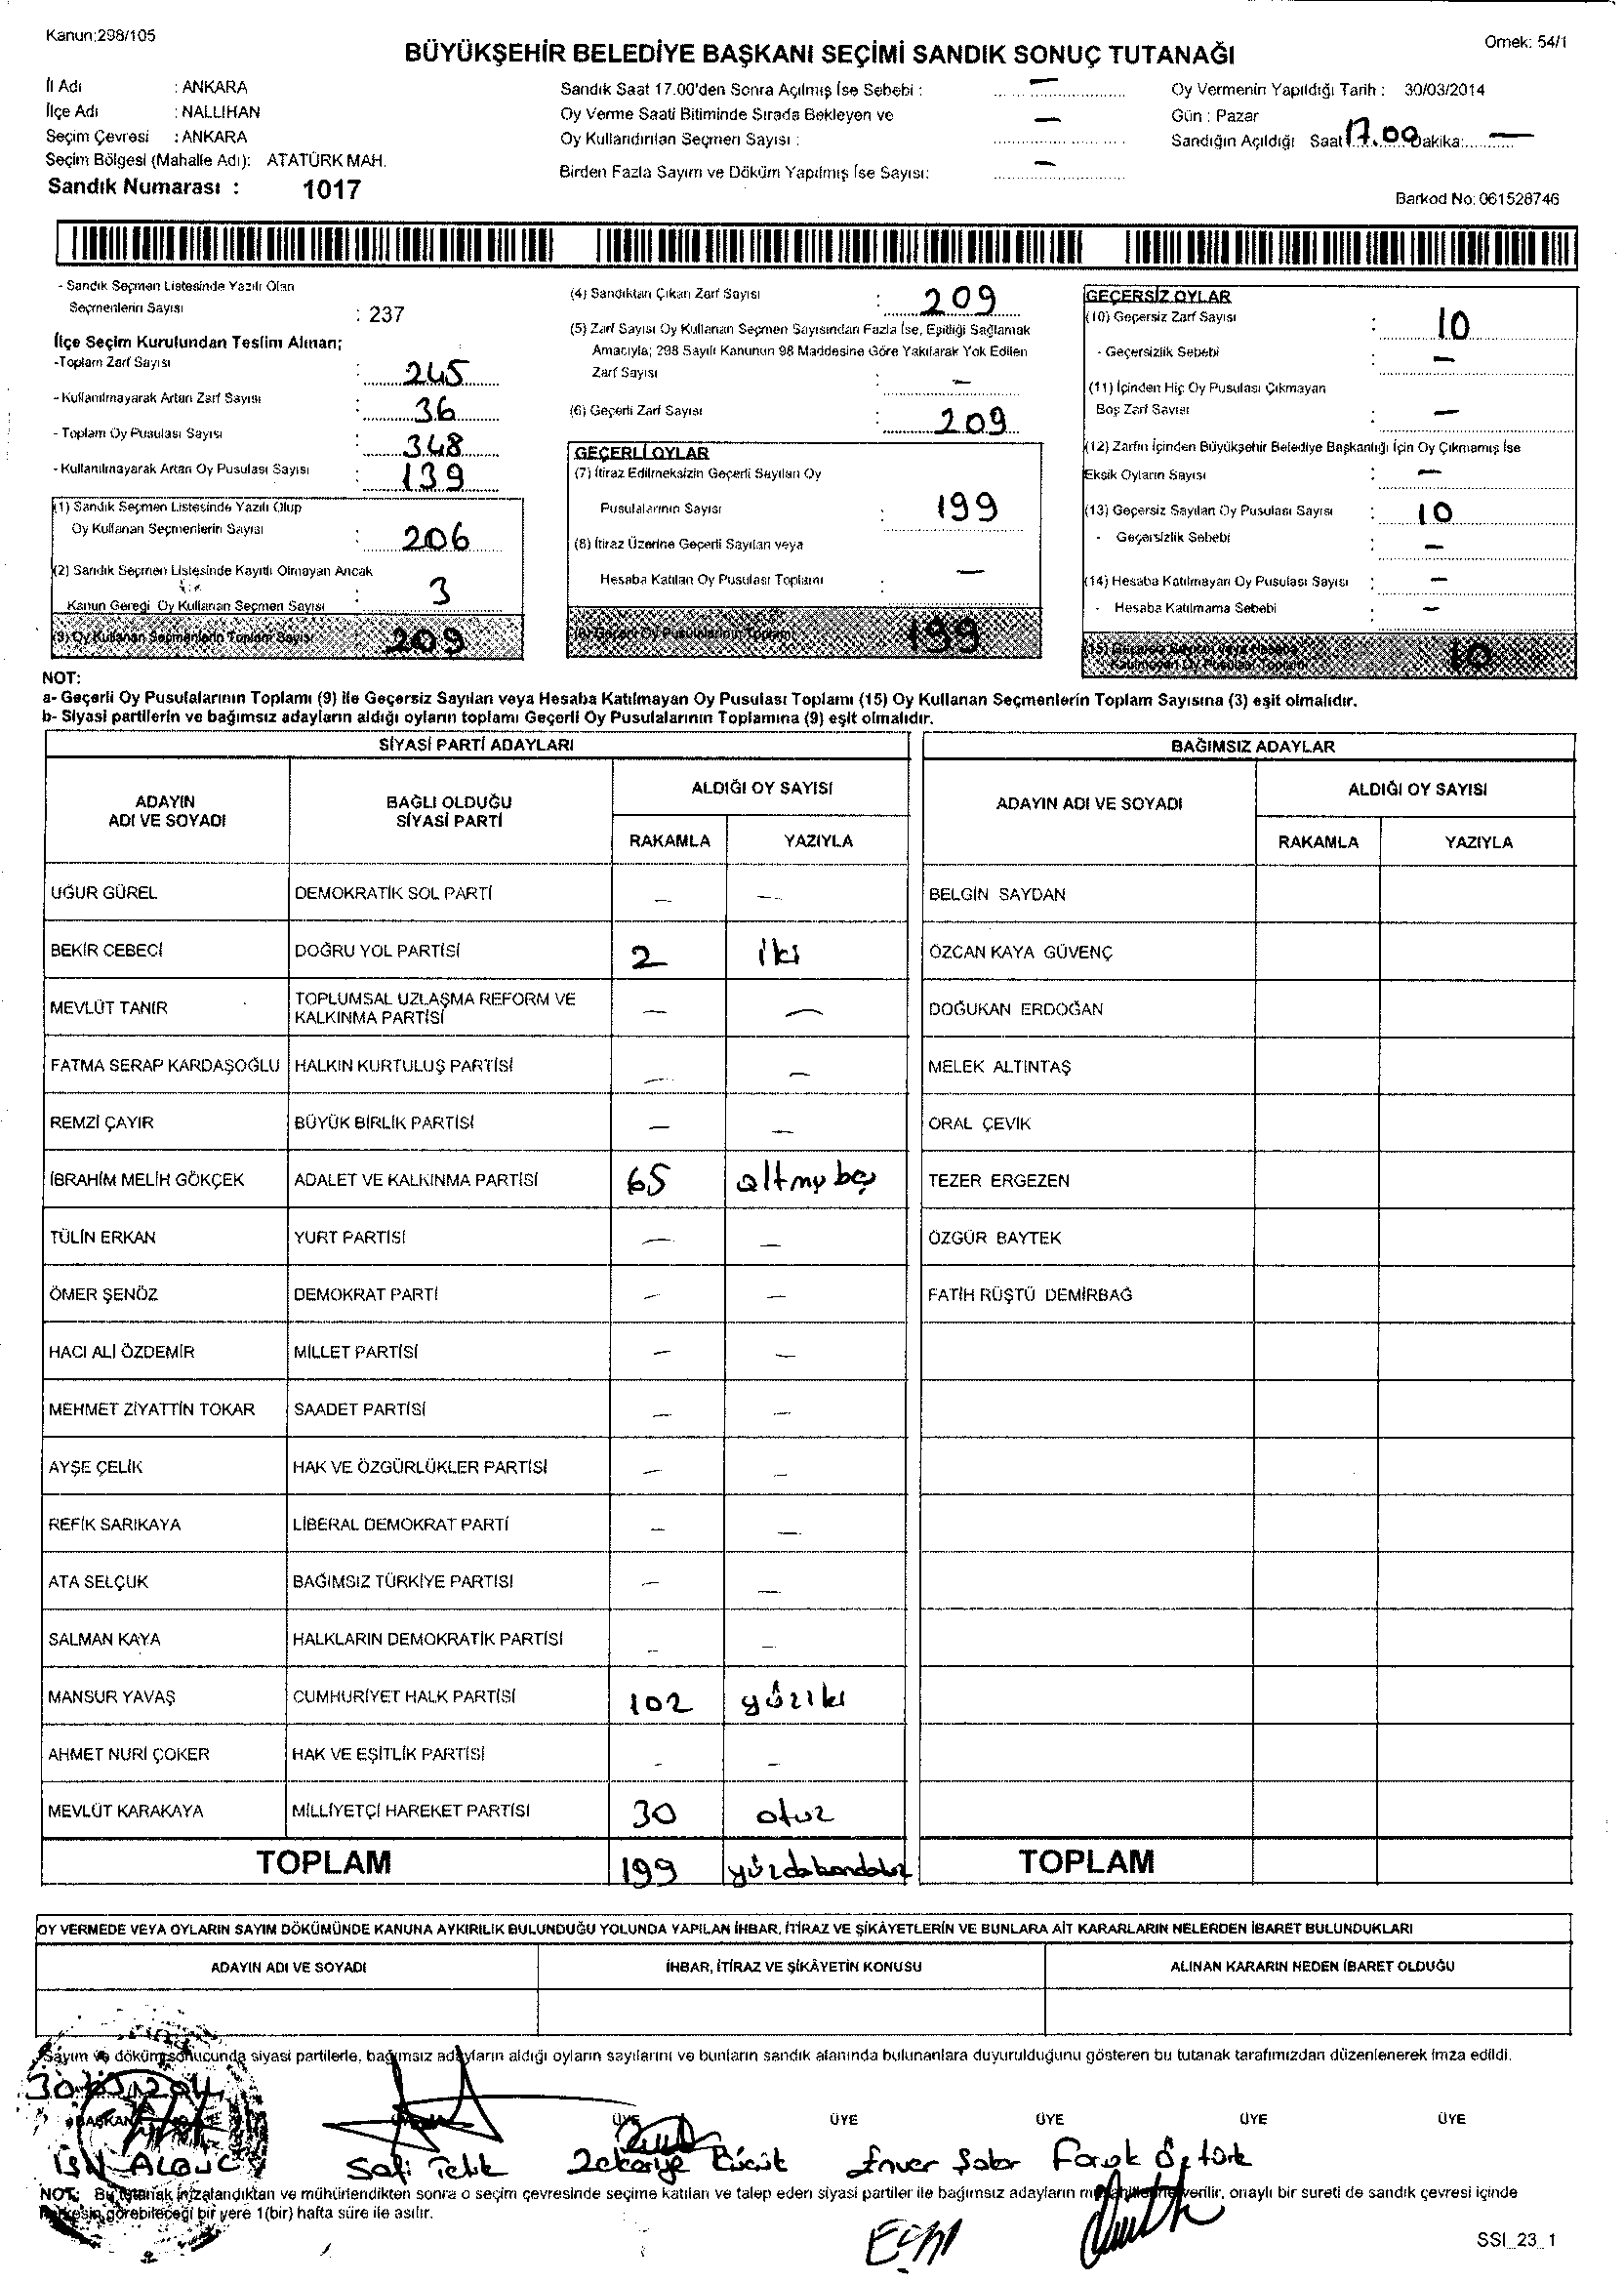 Kanun:298/105
Örnek: 54/1
BÜYÜKŞEHİR BELEDİYE BAŞKANI SEÇİMİ SANDIK SONUÇ TUTANAĞI
İl Adı : ANKARA
İlçe Adı : NALLIHAN
Seçim Çevresi : ANKARA
Seçim Bölgesi (Mahalle Adı): ATATÜRK MAH.
Sandık Numarası : 1017
Sandık Saat 17.00'den Sonra Açılmış İse Sebebi : —
Oy Verme Saati Bitiminde Sırada Bekleyen ve
Oy Kullandırılan Seçmen Sayısı : —
Birden Fazla Sayım ve Döküm Yapılmış İse Sayısı: —
Oy Vermenin Yapıldığı Tarih : 30/03/2014
Gün : Pazar
Sandığın Açıldığı Saat 17.00 Dakika: —
Barkod No: 061528746
- Sandık Seçmen Listesinde Yazılı Olan
Seçmenlerin Sayısı : 237
İlçe Seçim Kurulundan Teslim Alınan;
-Toplam Zarf Sayısı : 245
- Kullanılmayarak Artan Zarf Sayısı : 36
- Toplam Oy Pusulası Sayısı : 348
- Kullanılmayarak Artan Oy Pusulası Sayısı : 139
(1) Sandık Seçmen Listesinde Yazılı Olup
Oy Kullanan Seçmenlerin Sayısı : 206
(2) Sandık Seçmen Listesinde Kayıtlı Olmayan Ancak
Kanun Gereği Oy Kullanan Seçmen Sayısı : 3
(3) Oy Kullanan Seçmenlerin Toplam Sayısı 209
(4) Sandıktan Çıkan Zarf Sayısı : 209
(5) Zarf Sayısı Oy Kullanan Seçmen Sayısından Fazla İse, Eşitliği Sağlamak
Amacıyla; 298 Sayılı Kanunun 98 Maddesine Göre Yakılarak Yok Edilen
Zarf Sayısı : —
(6) Geçerli Zarf Sayısı : 209
GEÇERLİ OYLAR
(7) İtiraz Edilmeksizin Geçerli Sayılan Oy
Pusulalarının Sayısı : 199
(8) İtiraz Üzerine Geçerli Sayılan veya
Hesaba Katılan Oy Pusulası Toplamı : —
(9) Geçerli Oy Pusulalarının Toplamı 199
GEÇERSİZ OYLAR
(10) Geçersiz Zarf Sayısı : 10
- Geçersizlik Sebebi : —
(11) İçinden Hiç Oy Pusulası Çıkmayan
Boş Zarf Sayısı : —
(12) Zarfın İçinden Büyükşehir Belediye Başkanlığı İçin Oy Çıkmamış İse
Eksik Oyların Sayısı : —
(13) Geçersiz Sayılan Oy Pusulası Sayısı : 10
- Geçersizlik Sebebi : —
(14) Hesaba Katılmayan Oy Pusulası Sayısı : —
- Hesaba Katılmama Sebebi : —
(15) Geçersiz Sayılan veya Hesaba
Katılmayan Oy Pusulası Toplamı 10
NOT:
a- Geçerli Oy Pusulalarının Toplamı (9) ile Geçersiz Sayılan veya Hesaba Katılmayan Oy Pusulası Toplamı (15) Oy Kullanan Seçmenlerin Toplam Sayısına (3) eşit olmalıdır.
b- Siyasi partilerin ve bağımsız adayların aldığı oyların toplamı Geçerli Oy Pusulalarının Toplamına (9) eşit olmalıdır.
SİYASİ PARTİ ADAYLARI
ADAYIN ADI VE SOYADI BAĞLI OLDUĞU SİYASİ PARTİ ALDIĞI OY SAYISI
RAKAMLA YAZIYLA
UĞUR GÜREL DEMOKRATİK SOL PARTİ — —
BEKİR CEBECİ DOĞRU YOL PARTİSİ 2 iki
MEVLÜT TANIR TOPLUMSAL UZLAŞMA REFORM VE KALKINMA PARTİSİ — —
FATMA SERAP KARDAŞOĞLU HALKIN KURTULUŞ PARTİSİ — —
REMZİ ÇAYIR BÜYÜK BİRLİK PARTİSİ — —
İBRAHİM MELİH GÖKÇEK ADALET VE KALKINMA PARTİSİ 65 altmış beş
TÜLİN ERKAN YURT PARTİSİ — —
ÖMER ŞENÖZ DEMOKRAT PARTİ — —
HACI ALİ ÖZDEMİR MİLLET PARTİSİ — —
MEHMET ZİYATTİN TOKAR SAADET PARTİSİ — —
AYŞE ÇELİK HAK VE ÖZGÜRLÜKLER PARTİSİ — —
REFİK SARIKAYA LİBERAL DEMOKRAT PARTİ — —
ATA SELÇUK BAĞIMSIZ TÜRKİYE PARTİSİ — —
SALMAN KAYA HALKLARIN DEMOKRATİK PARTİSİ — —
MANSUR YAVAŞ CUMHURİYET HALK PARTİSİ 102 yüziki
AHMET NURİ ÇOKER HAK VE EŞİTLİK PARTİSİ - —
MEVLÜT KARAKAYA MİLLİYETÇİ HAREKET PARTİSİ 30 otuz
TOPLAM 199 yüzdoksandokuz
BAĞIMSIZ ADAYLAR
ADAYIN ADI VE SOYADI ALDIĞI OY SAYISI
RAKAMLA YAZIYLA
BELGİN SAYDAN
ÖZCAN KAYA GÜVENÇ
DOĞUKAN ERDOĞAN
MELEK ALTINTAŞ
ORAL ÇEVİK
TEZER ERGEZEN
ÖZGÜR BAYTEK
FATİH RÜŞTÜ DEMİRBAĞ
TOPLAM
OY VERMEDE VEYA OYLARIN SAYIM DÖKÜMÜNDE KANUNA AYKIRILIK BULUNDUĞU YOLUNDA YAPILAN İHBAR, İTİRAZ VE ŞİKÂYETLERİN VE BUNLARA AİT KARARLARIN NELERDEN İBARET BULUNDUKLARI
ADAYIN ADI VE SOYADI İHBAR, İTİRAZ VE ŞİKÂYETİN KONUSU ALINAN KARARIN NEDEN İBARET OLDUĞU
Sayım ve döküm sonucunda siyasi partilerle, bağımsız adayların aldığı oyların sayılarını ve bunların sandık alanında bulunanlara duyurulduğunu gösteren bu tutanak tarafımızdan düzenlenerek imza edildi.
BAŞKAN ÜYE ÜYE ÜYE ÜYE ÜYE
Safi Zekariye Enver Faruk Öztürk
NOT: Bu tutanak imzalandıktan ve mühürlendikten sonra o seçim çevresinde seçime katılan ve talep eden siyasi partiler ile bağımsız adayların müşahitlerine verilir, onaylı bir sureti de sandık çevresi içinde
herkesin görebileceği bir yere 1(bir) hafta süre ile asılır.
SSI_23_1